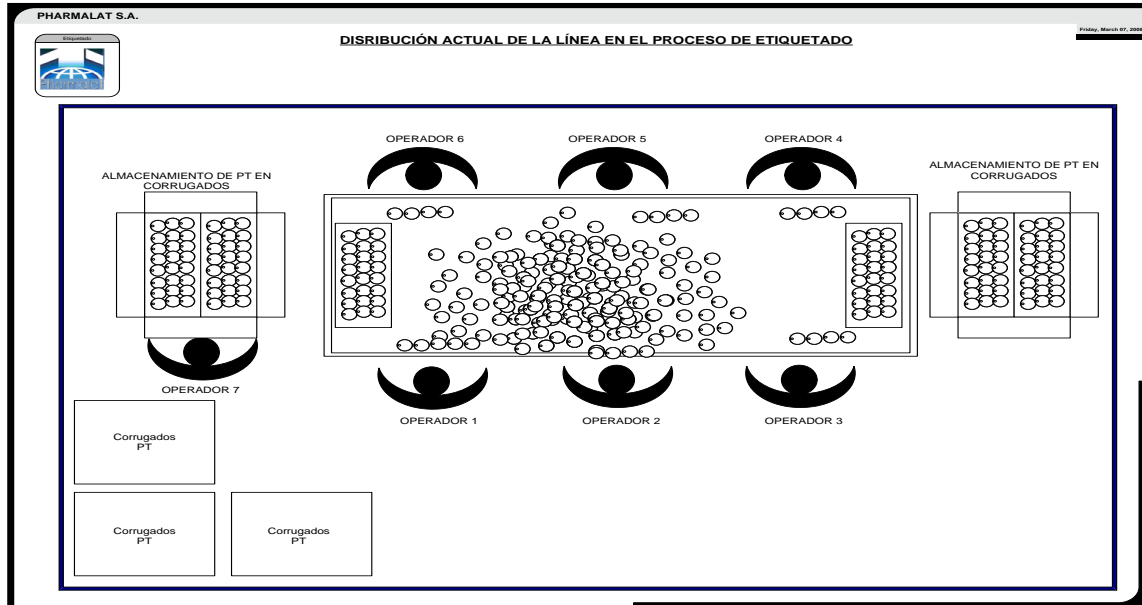 PHARMALAT S.A.
Friday, March 07, 2008
Etiquetado
DISRIBUCIÓN ACTUAL DE LA LÍNEA EN EL PROCESO DE ETIQUETADO
OPERADOR 6
OPERADOR 5
OPERADOR 4
ALMACENAMIENTO DE PT EN
CORRUGADOS
ALMACENAMIENTO DE PT EN
CORRUGADOS
OPERADOR 7
OPERADOR 1
OPERADOR 2
OPERADOR 3
Corrugados
PT
Corrugados
PT
Corrugados
PT